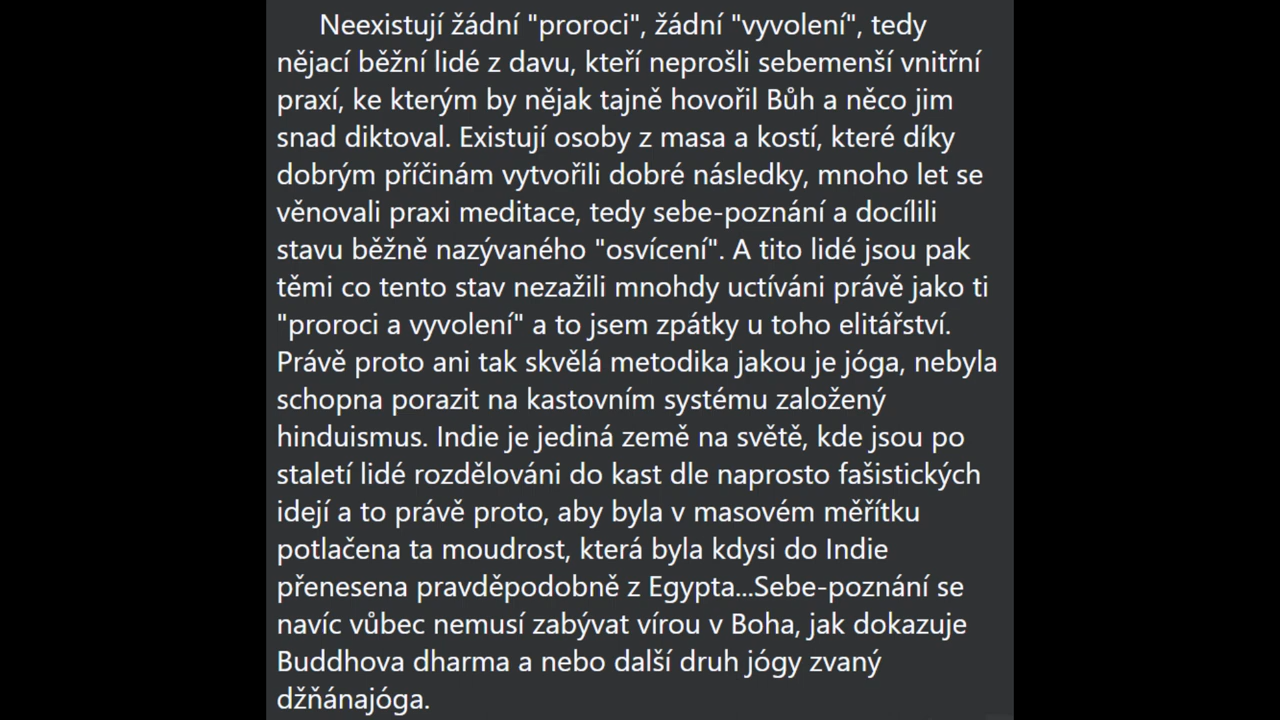 Neexistují žádní "proroci", žádní "vyvolení", tedy
nějací běžní lidé z davu, kteří neprošli sebemenší vnitřní
praxí, ke kterým by nějak tajně hovořil Bůh a něco jim
snad diktoval. Existují osoby z masa a kostí, které díky
dobrým příčinám vytvořili dobré následky, mnoho let se
věnovali praxi meditace, tedy sebe-poznání a docílili
stavu běžně nazývaného "osvícení". A tito lidé jsou pak
těmi co tento stav nezažili mnohdy uctíváni právě jako ti
"proroci a vyvolení" a to jsem zpátky u toho elitářství.
Právě proto ani tak skvělá metodika jakou je jóga, nebyla
schopna porazit na kastovním systému založený
hinduismus. Indie je jediná země na světě, kde jsou po
staletí lidé rozdělováni do kast dle naprosto fašistických
idejí a to právě proto, aby byla v masovém měřítku
potlačena ta moudrost, která byla kdysi do Indie
přenesena pravděpodobně z Egypta...Sebe-poznání se
navíc vůbec nemusí zabývat vírou v Boha, jak dokazuje
Buddhova dharma a nebo další druh jógy zvaný
džňánajóga.